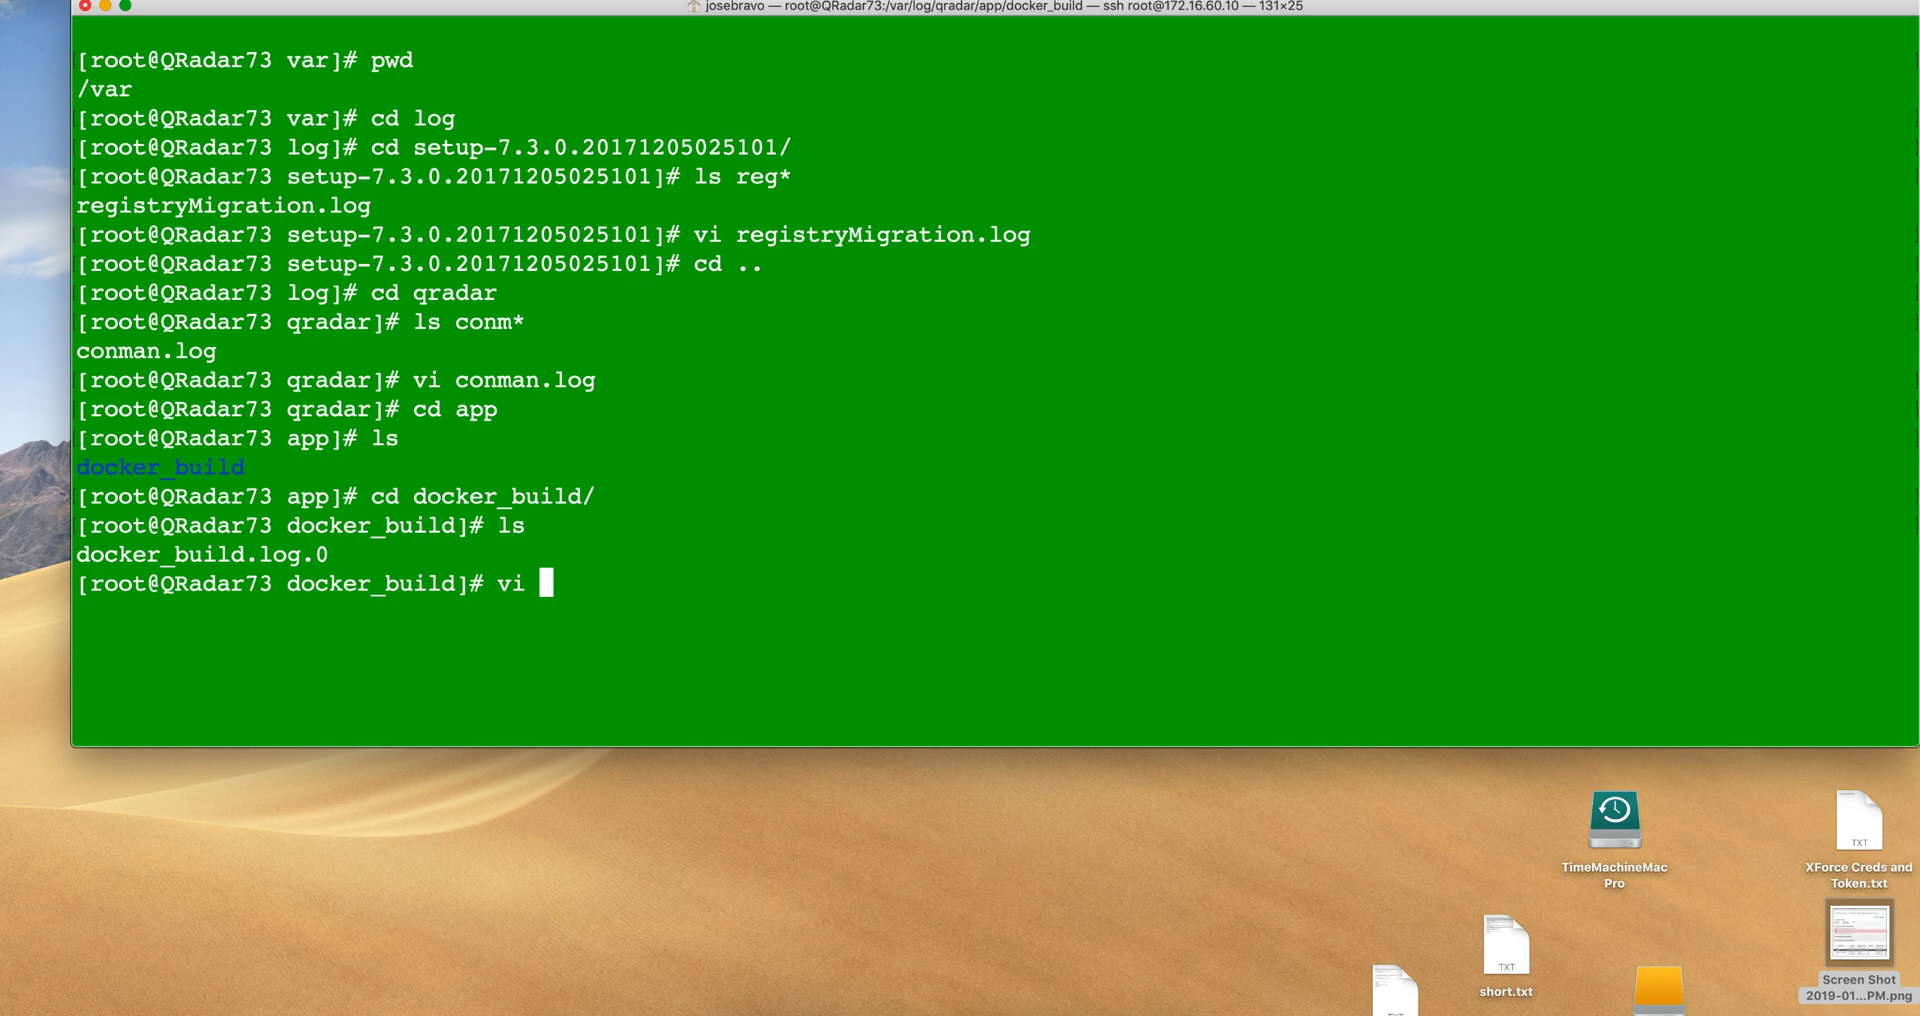 josebravo — root@QRadar73:/var/log/qradar/app/docker_build — ssh root@172.16.60.10 — 131×25
[root@QRadar73 var]# pwd
/var
[root@QRadar73 var]# cd log
[root@QRadar73 log]# cd setup-7.3.0.20171205025101/
[root@QRadar73 setup-7.3.0.20171205025101]# ls reg*
registryMigration.log
[root@QRadar73 setup-7.3.0.20171205025101]# vi registryMigration.log
[root@QRadar73 setup-7.3.0.20171205025101]# cd ..
[root@QRadar73 log]# cd qradar
[root@QRadar73 qradar]# ls conm*
conman.log
[root@QRadar73 qradar]# vi conman.log
[root@QRadar73 qradar]# cd app
[root@QRadar73 app]# ls
docker_build
[root@QRadar73 app]# cd docker_build/
[root@QRadar73 docker_build]# ls
docker_build.log.0
[root@QRadar73 docker_build]# vi
TXT
TimeMachineMac
Pro
XForce Creds and
Token.txt
TXT
short.txt
Screen Shot
2019-01...PM.png
TXT